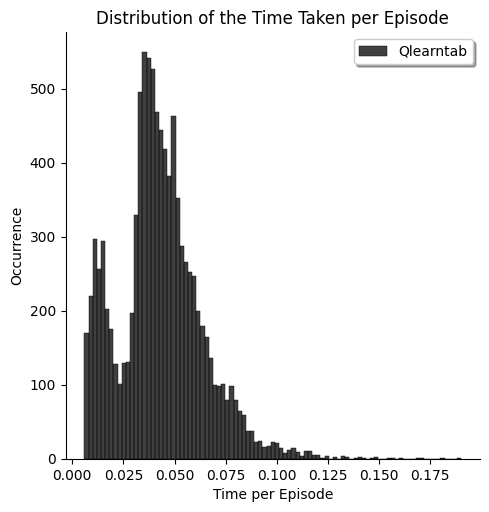 Distribution of the Time Taken per Episode
Qlearntab
Occurrence
500
400
300
200
100
0
0.000 0.025 0.050 0.075 0.100 0.125 0.150 0.175
Time per Episode